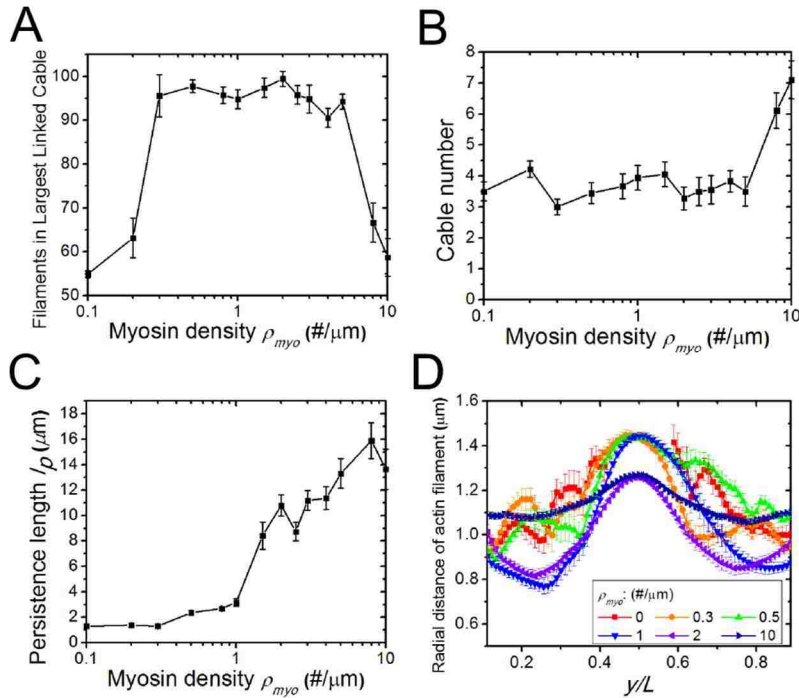 A
Filaments in Largest Linked Cable
100
90
80
70
60
50
0.1
1
10
Myosin density ρmyo (#/μm)
B
Cable number
8
7
6
5
4
3
2
1
0
0.1
1
10
Myosin density ρmyo (#/μm)
C
Persistence length lρ (μm)
18
16
14
12
10
8
6
4
2
0
0.1
1
10
Myosin density ρmyo (#/μm)
D
Radial distance of actin filament (μm)
1.6
1.4
1.2
1.0
0.8
0.6
0.2
0.4
0.6
0.8
y/L
ρmyo: (#/μm)
0 0.3 0.5
1 2 10